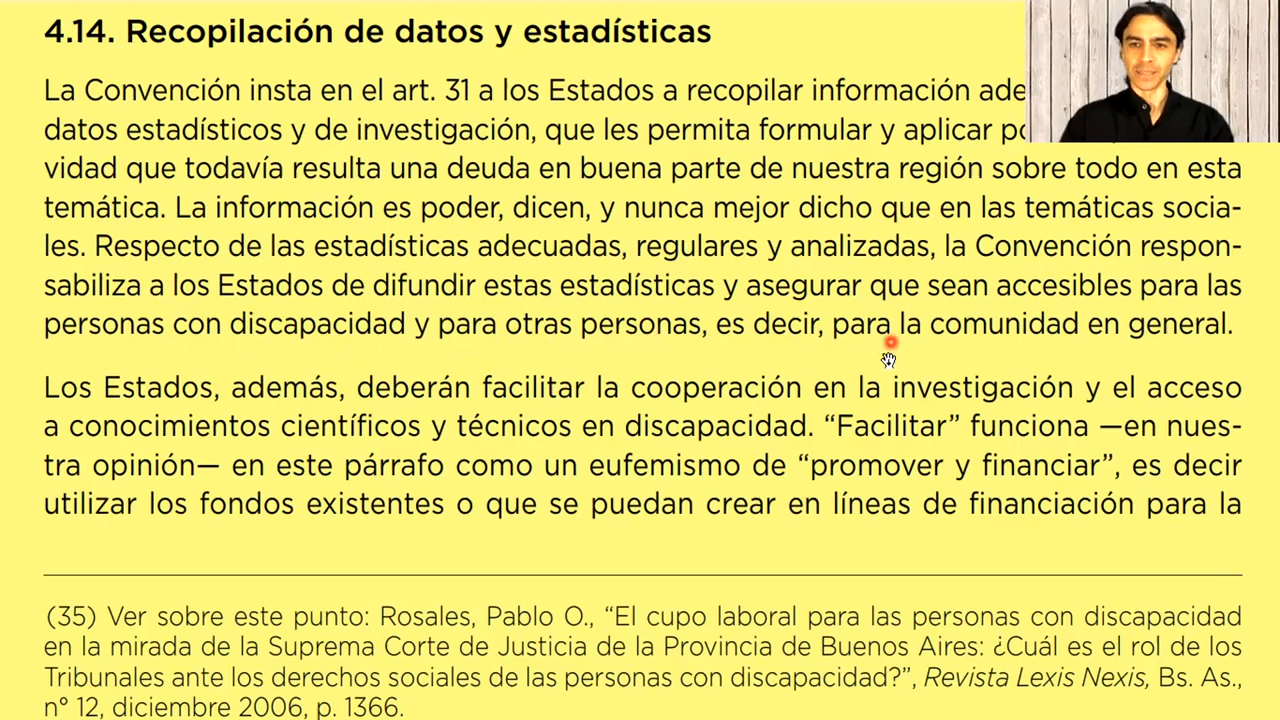 4.14. Recopilación de datos y estadísticas
La Convención insta en el art. 31 a los Estados a recopilar información
datos estadísticos y de investigación, que les permita formular y aplicar
vidad que todavía resulta una deuda en buena parte de nuestra región sobre todo en esta
temática. La información es poder, dicen, y nunca mejor dicho que en las temáticas socia-
les. Respecto de las estadísticas adecuadas, regulares y analizadas, la Convención respon-
sabiliza a los Estados de difundir estas estadísticas y asegurar que sean accesibles para las
personas con discapacidad y para otras personas, es decir, para la comunidad en general.
Los Estados, además, deberán facilitar la cooperación en la investigación y el acceso
a conocimientos científicos y técnicos en discapacidad. “Facilitar” funciona —en nues-
tra opinión— en este párrafo como un eufemismo de “promover y financiar”, es decir
utilizar los fondos existentes o que se puedan crear en líneas de financiación para la
(35) Ver sobre este punto: Rosales, Pablo O., “El cupo laboral para las personas con discapacidad
en la mirada de la Suprema Corte de Justicia de la Provincia de Buenos Aires: ¿Cuál es el rol de los
Tribunales ante los derechos sociales de las personas con discapacidad?”, Revista Lexis Nexis, Bs. As.,
n° 12, diciembre 2006, p. 1366.